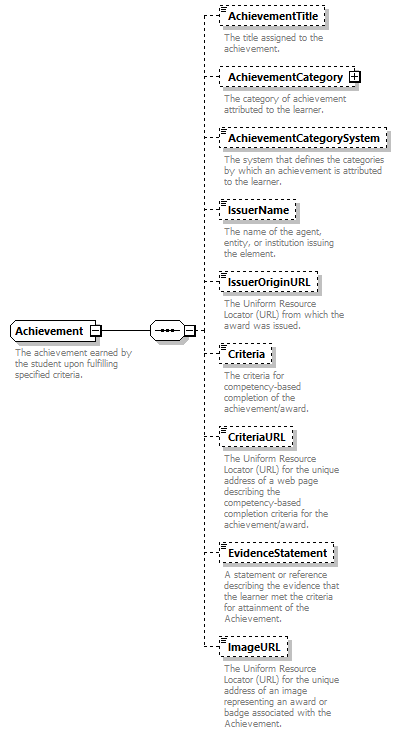 AchievementTitle
The title assigned to the
achievement.
AchievementCategory
The category of achievement
attributed to the learner.
AchievementCategorySystem
The system that defines the categories
by which an achievement is attributed
to the learner.
IssuerName
The name of the agent,
entity, or institution issuing
the element.
IssuerOriginURL
The Uniform Resource
Locator (URL) from which the
award was issued.
Achievement
The achievement earned by
the student upon fulfilling
specified criteria.
Criteria
The criteria for
competency-based
completion of the
achievement/award.
CriteriaURL
The Uniform Resource
Locator (URL) for the unique
address of a web page
describing the
competency-based
completion criteria for the
achievement/award.
EvidenceStatement
A statement or reference
describing the evidence that
the learner met the criteria
for attainment of the
Achievement.
ImageURL
The Uniform Resource
Locator (URL) for the unique
address of an image
representing an award or
badge associated with the
Achievement.